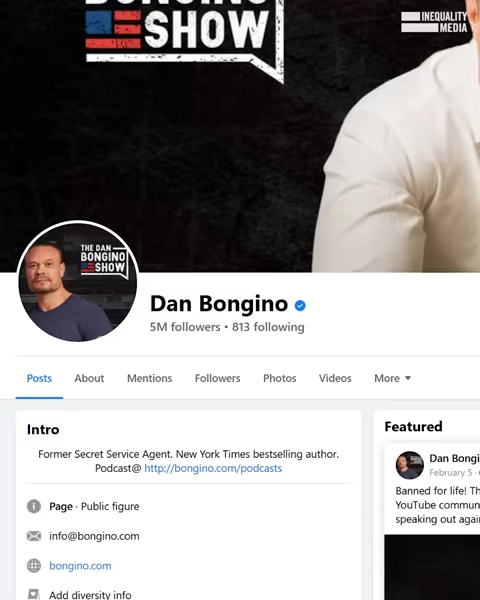 BONGINO
SHOW
INEQUALITY
MEDIA
THE DAN
BONGINO
SHOW
Dan Bongino
5M followers • 813 following
Posts About Mentions Followers Photos Videos More
Intro
Former Secret Service Agent. New York Times bestselling author.
Podcast@ http://bongino.com/podcasts
Page · Public figure
info@bongino.com
bongino.com
Add diversity info
Featured
Dan Bongi
February 5 ·
Banned for life! Th
YouTube commun
speaking out agai